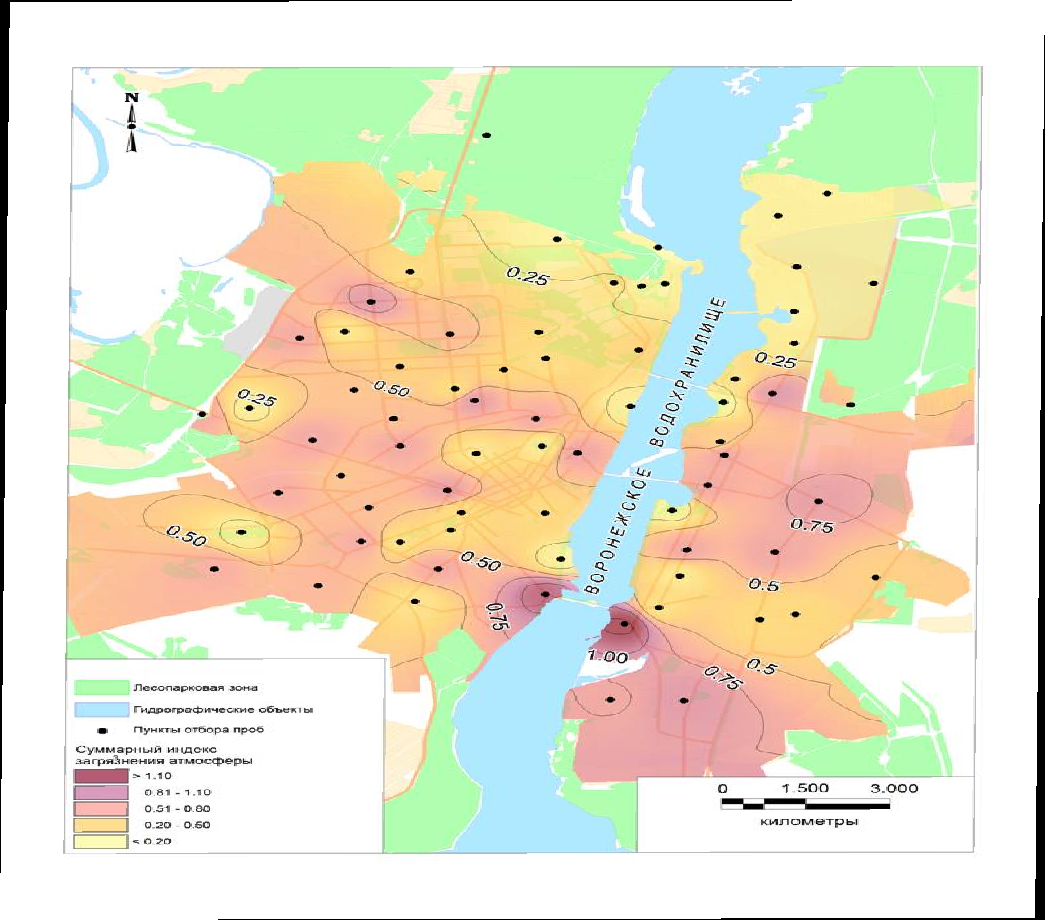 N
0.25
0.25
0.50
0.25
ВОРОНЕЖСКОЕ ВОДОХРАНИЛИЩЕ
0.75
0.50
0.50
0.5
0.75
1.00
0.5
0.75
Лесопарковая зона
Гидрографические объекты
Пункты отбора проб
Суммарный индекс
загрязнения атмосферы
> 1.10
0.81 - 1.10
0.51 - 0.80
0.20 - 0.50
< 0.20
0 1.500 3.000
километры